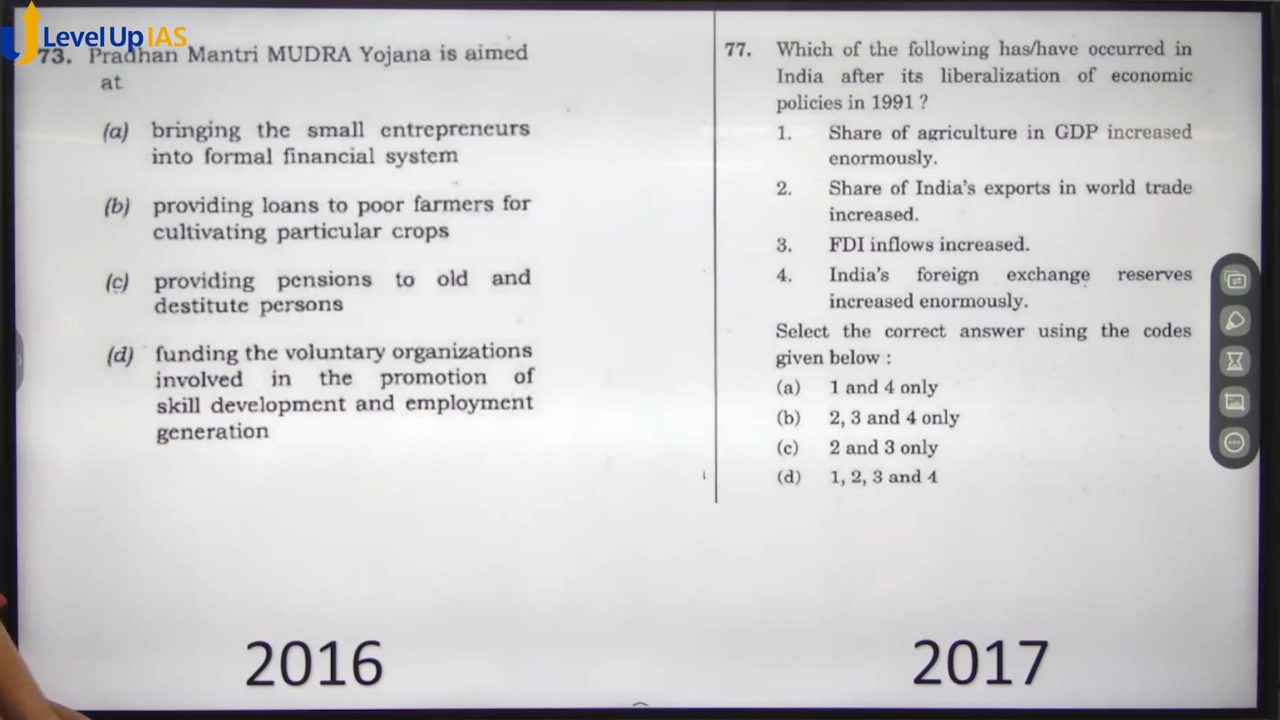 Level Up IAS
73. Pradhan Mantri MUDRA Yojana is aimed
at
(a) bringing the small entrepreneurs
into formal financial system
(b) providing loans to poor farmers for
cultivating particular crops
(c) providing pensions to old and
destitute persons
(d) funding the voluntary organizations
involved in the promotion of
skill development and employment
generation
2016
77. Which of the following has/have occurred in
India after its liberalization of economic
policies in 1991 ?
1. Share of agriculture in GDP increased
enormously.
2. Share of India's exports in world trade
increased.
3. FDI inflows increased.
4. India's foreign exchange reserves
increased enormously.
Select the correct answer using the codes
given below :
(a) 1 and 4 only
(b) 2, 3 and 4 only
(c) 2 and 3 only
(d) 1, 2, 3 and 4
2017